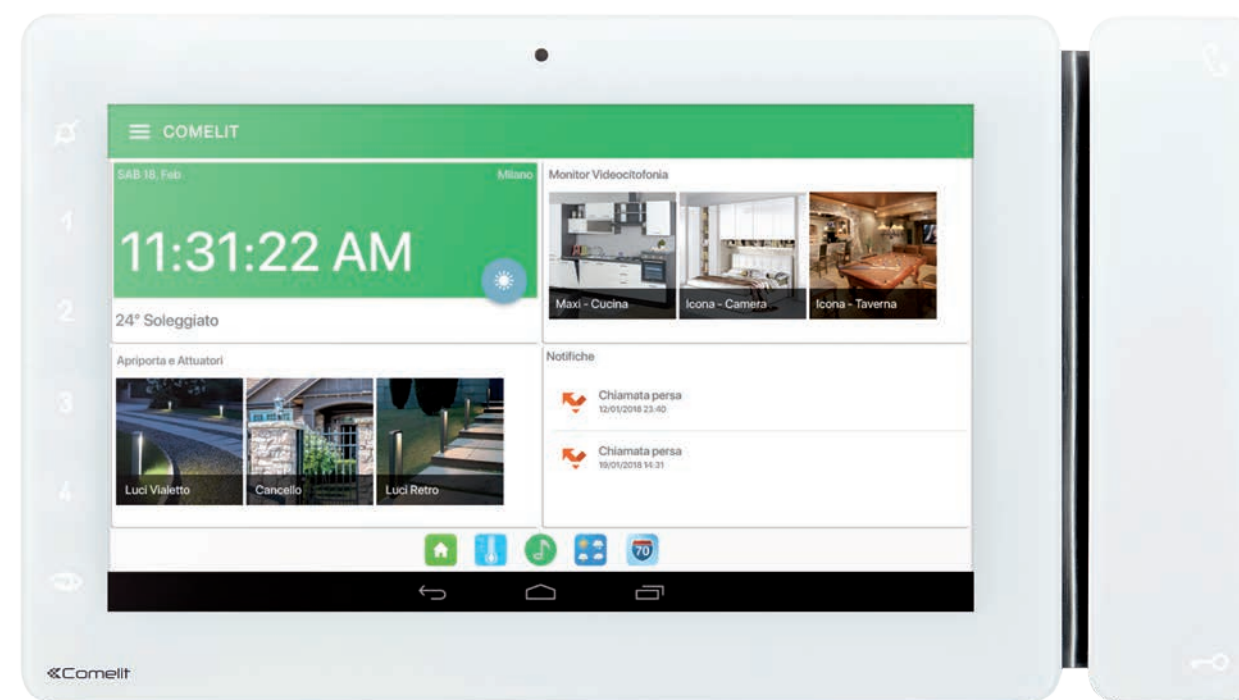 COMELIT
SAB 18, Feb
Milano
11:31:22 AM
24° Soleggiato
Monitor Videocitofonia
Maxi - Cucina
Icona - Camera
Icona - Taverna
Apriporta e Attuatori
Luci Vialetto
Cancello
Luci Retro
Notifiche
Chiamata persa
12/01/2018 23:40
Chiamata persa
19/01/2018 14:31
70
1
2
3
4
Comelit